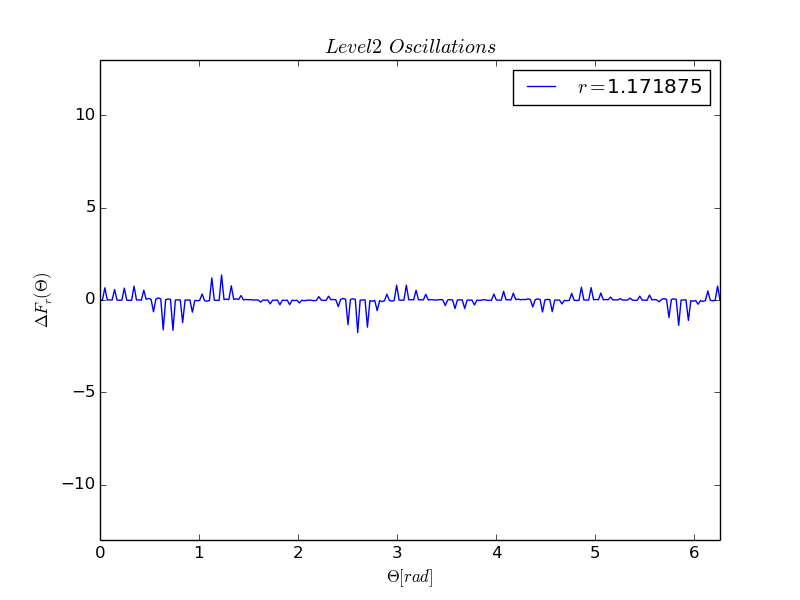 Level2 Oscillations
r=1.171875
10
5
0
−5
−10
ΔF_r(Θ)
0 1 2 3 4 5 6
Θ[rad]